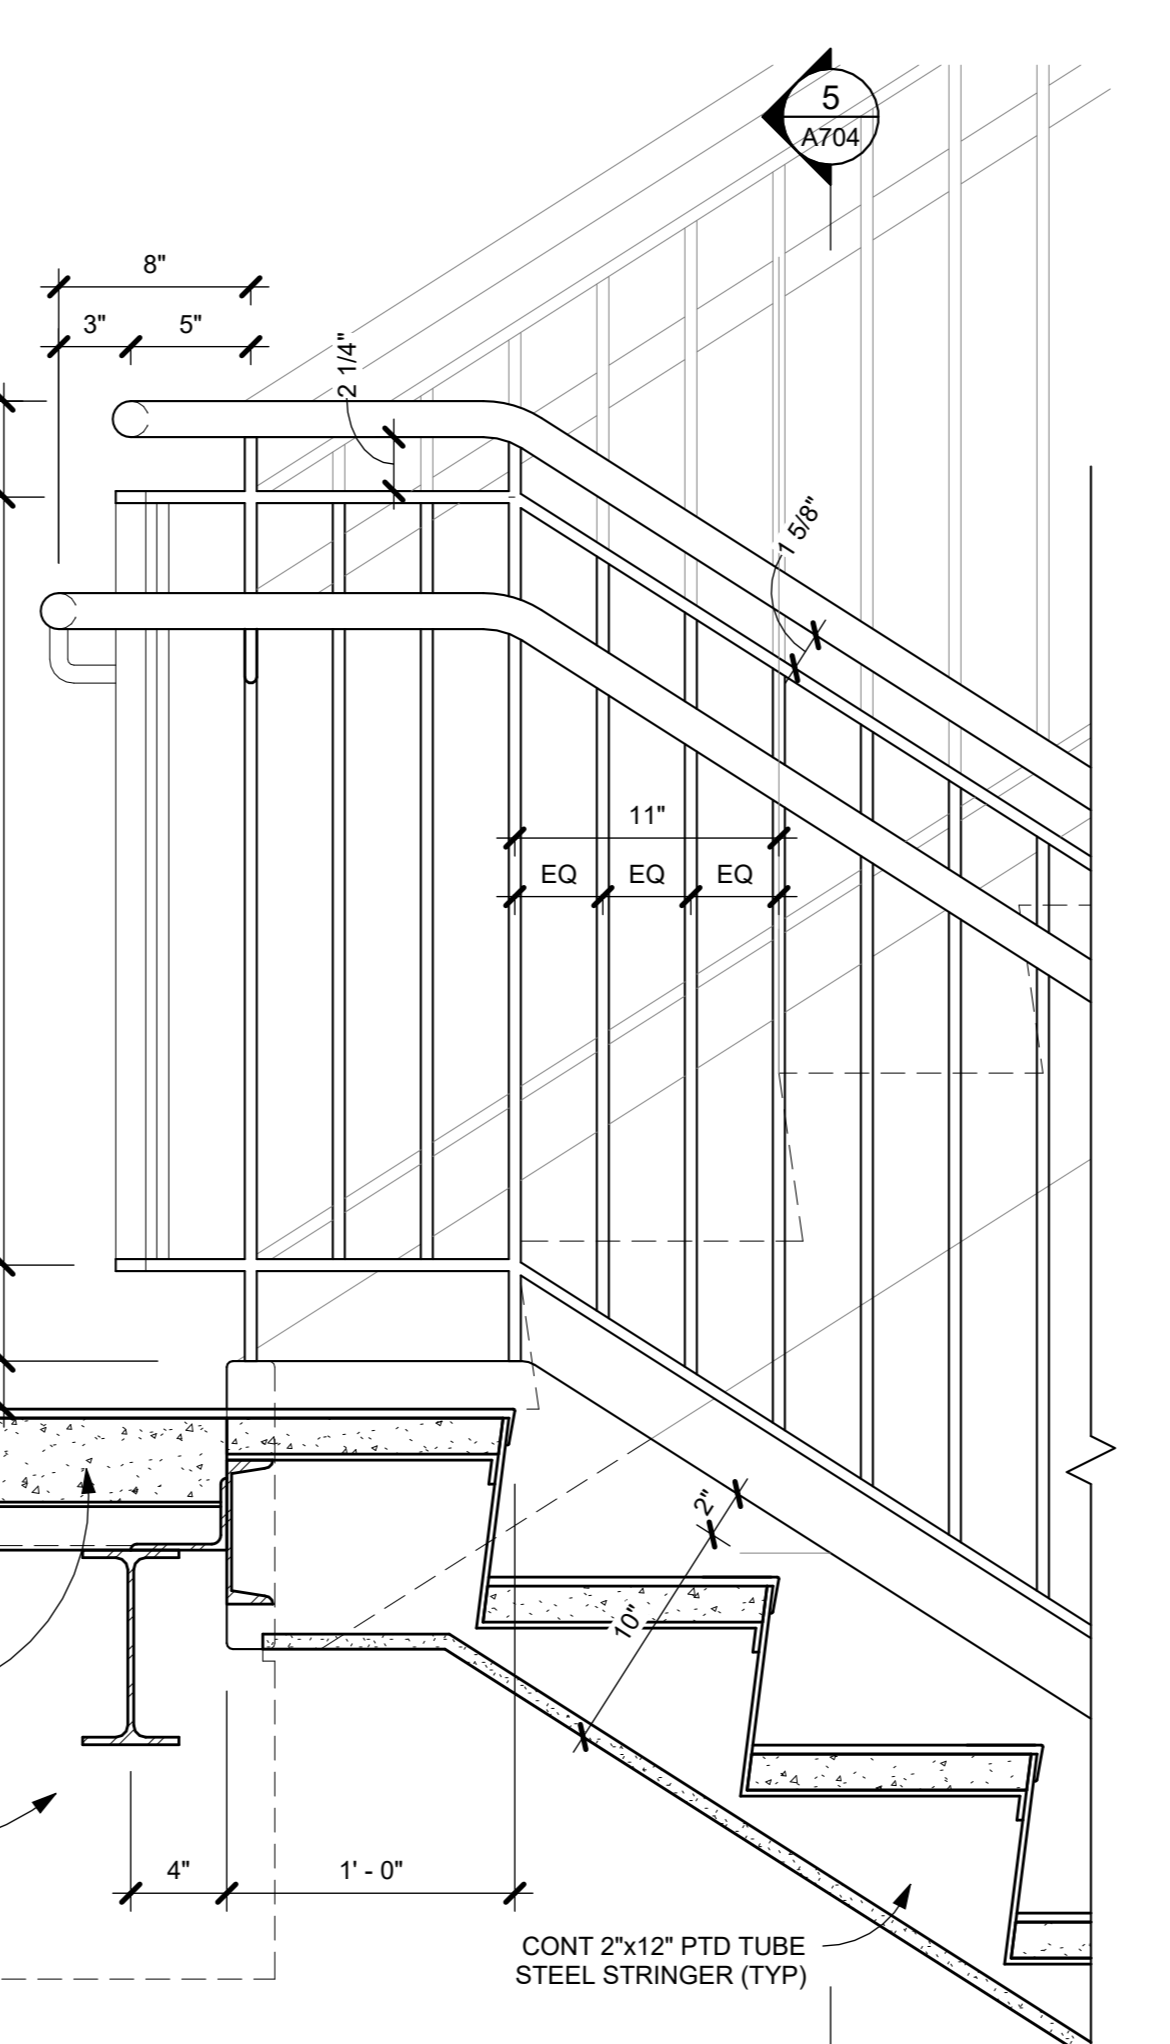 5
A704
8"
3"
5"
2 1/4"
1 5/8"
11"
EQ
EQ
EQ
2"
10"
4"
1' - 0"
CONT 2"x12" PTD TUBE
STEEL STRINGER (TYP)